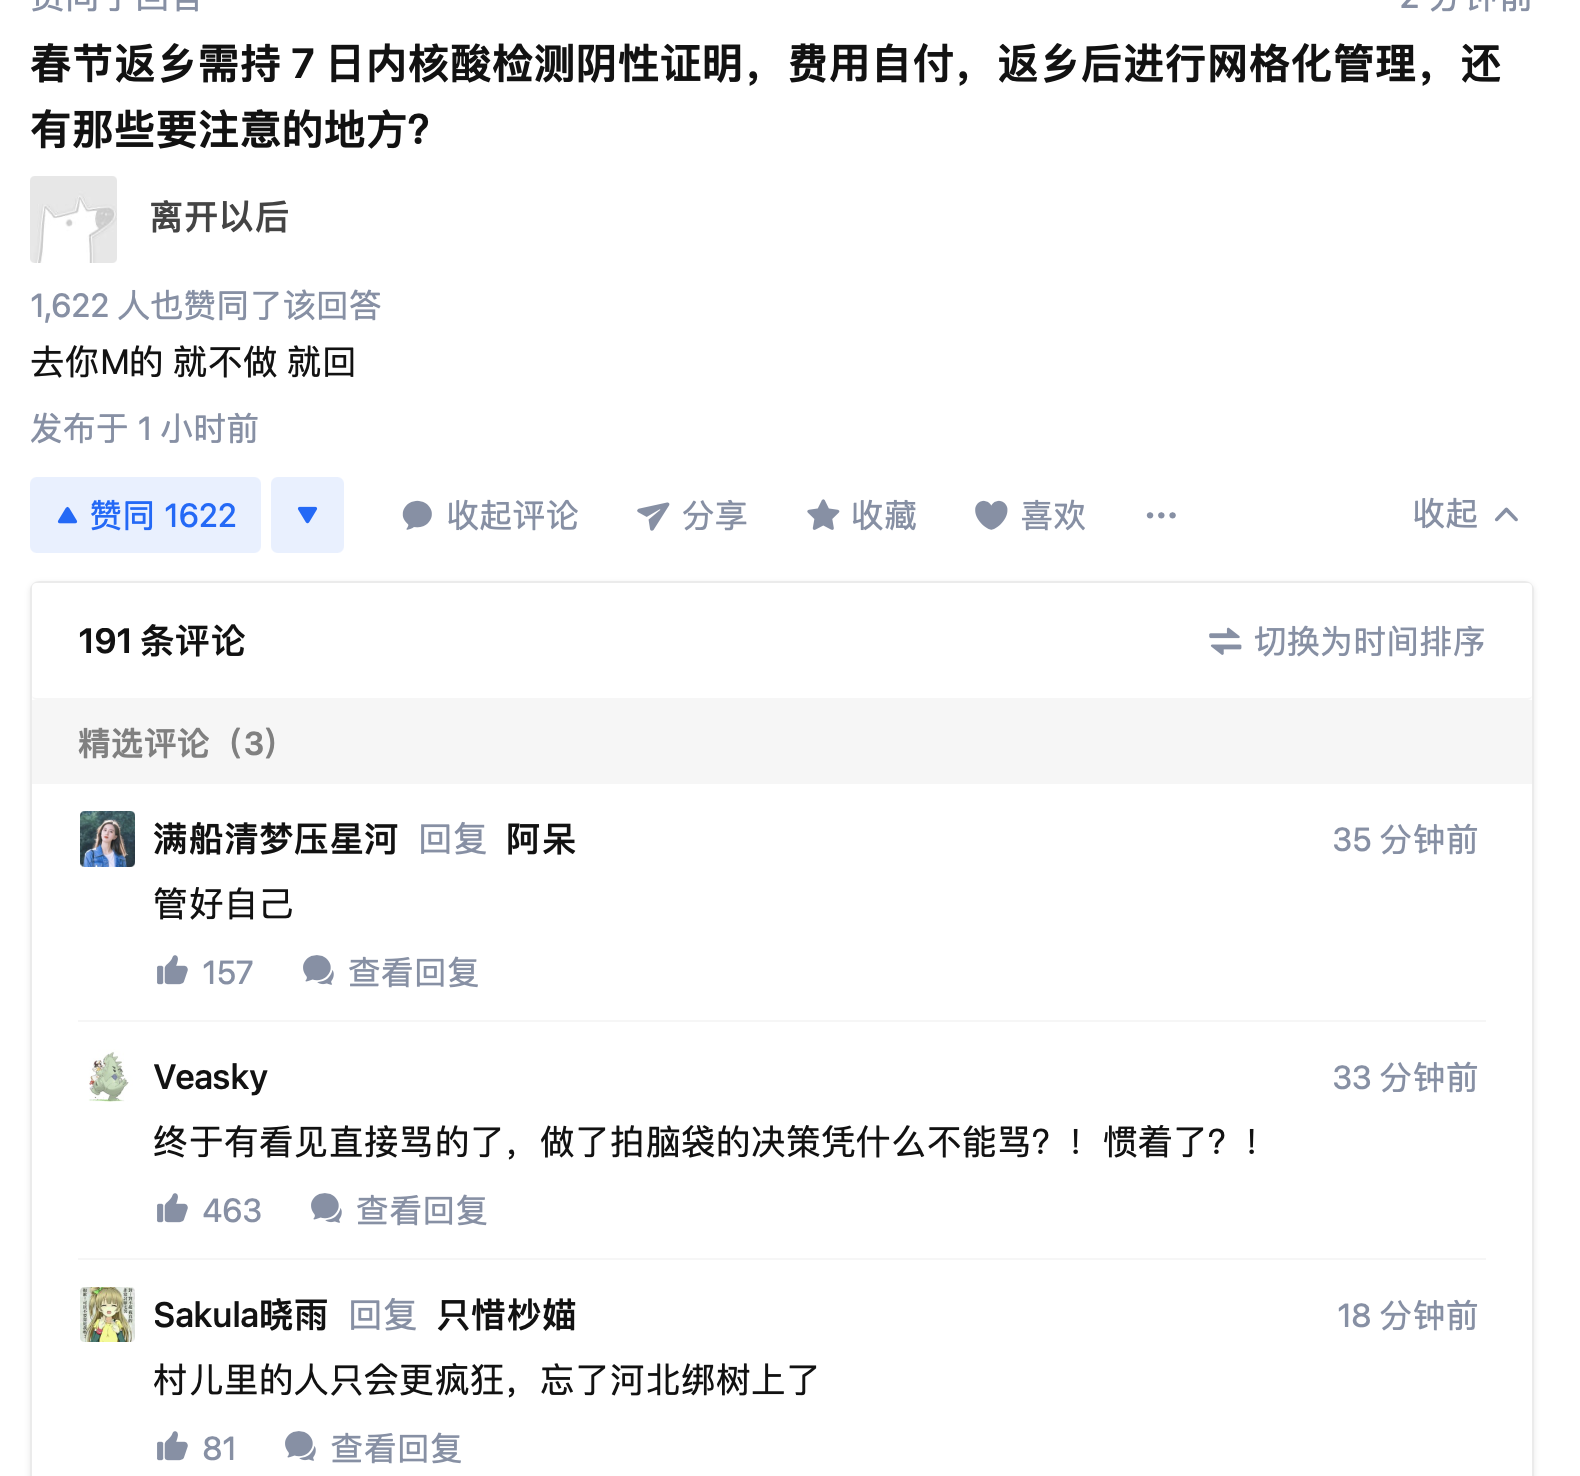 赞同了回答
2 分钟前
春节返乡需持 7 日内核酸检测阴性证明，费用自付，返乡后进行网格化管理，还
有那些要注意的地方？
离开以后
1,622 人也赞同了该回答
去你M的 就不做 就回
发布于 1 小时前
赞同 1622
收起评论
分享
收藏
喜欢
收起
191 条评论
切换为时间排序
精选评论（3）
满船清梦压星河 回复 阿呆
35 分钟前
管好自己
157 查看回复
Veasky
33 分钟前
终于有看见直接骂的了，做了拍脑袋的决策凭什么不能骂？！惯着了？！
463 查看回复
Sakula晓雨 回复 只惜杪媌
18 分钟前
村儿里的人只会更疯狂，忘了河北绑树上了
81 查看回复